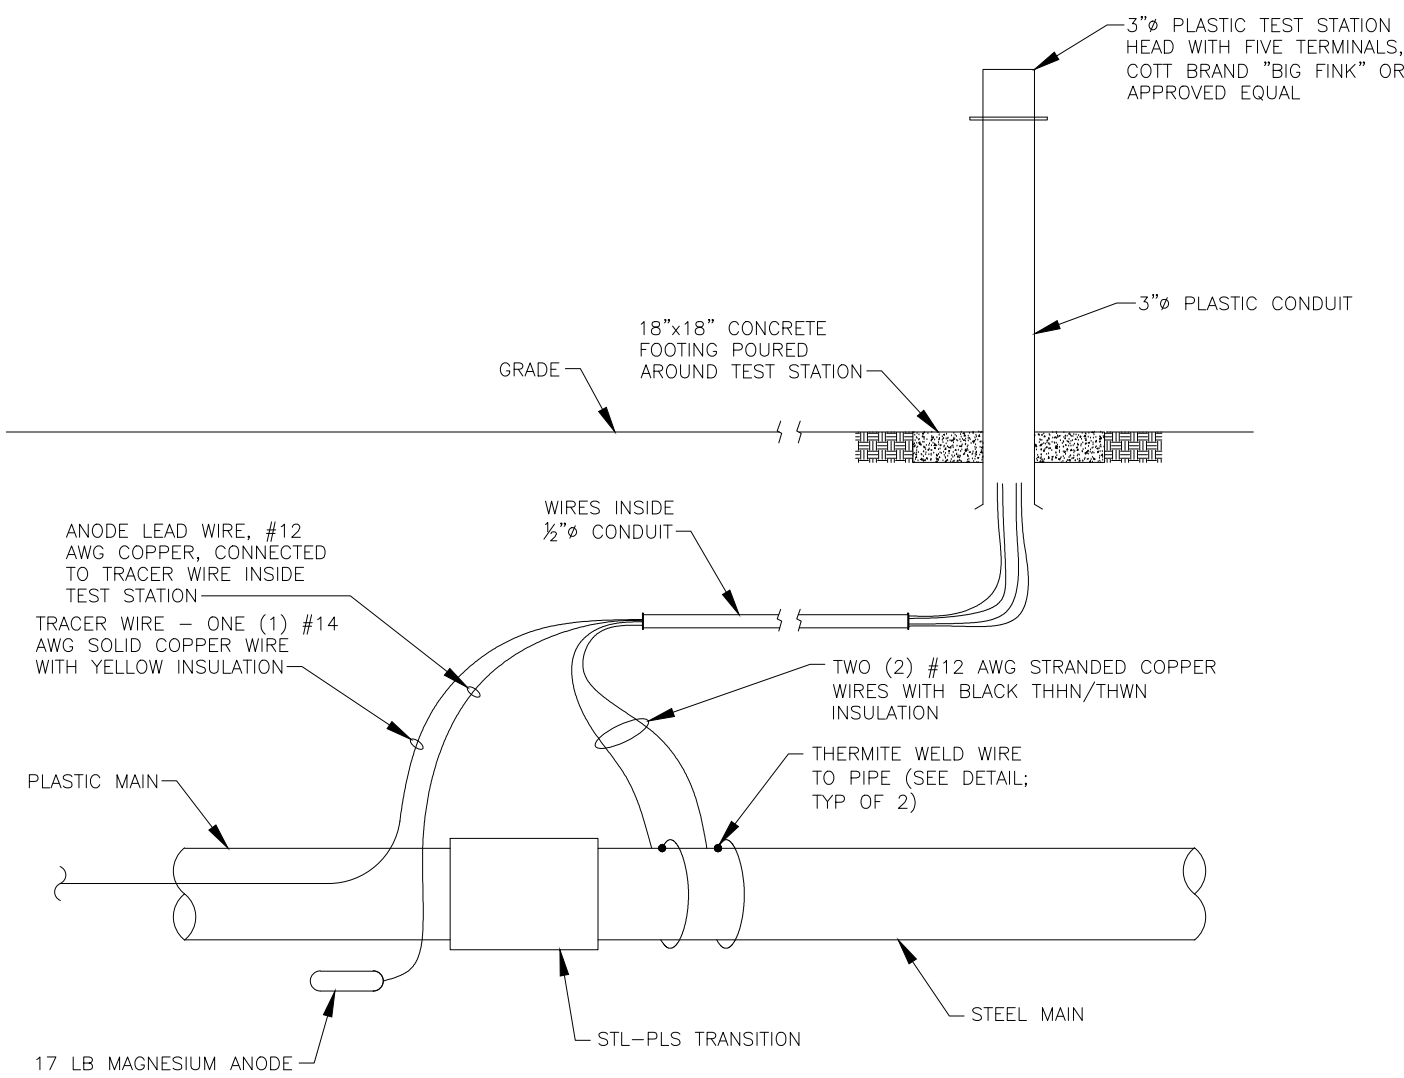 3"ø PLASTIC TEST STATION
HEAD WITH FIVE TERMINALS,
COTT BRAND "BIG FINK" OR
APPROVED EQUAL
3"ø PLASTIC CONDUIT
18"x18" CONCRETE
FOOTING POURED
AROUND TEST STATION
GRADE
WIRES INSIDE
½"ø CONDUIT
ANODE LEAD WIRE, #12
AWG COPPER, CONNECTED
TO TRACER WIRE INSIDE
TEST STATION
TRACER WIRE – ONE (1) #14
AWG SOLID COPPER WIRE
WITH YELLOW INSULATION
TWO (2) #12 AWG STRANDED COPPER
WIRES WITH BLACK THHN/THWN
INSULATION
THERMITE WELD WIRE
TO PIPE (SEE DETAIL;
TYP OF 2)
PLASTIC MAIN
STEEL MAIN
STL–PLS TRANSITION
17 LB MAGNESIUM ANODE